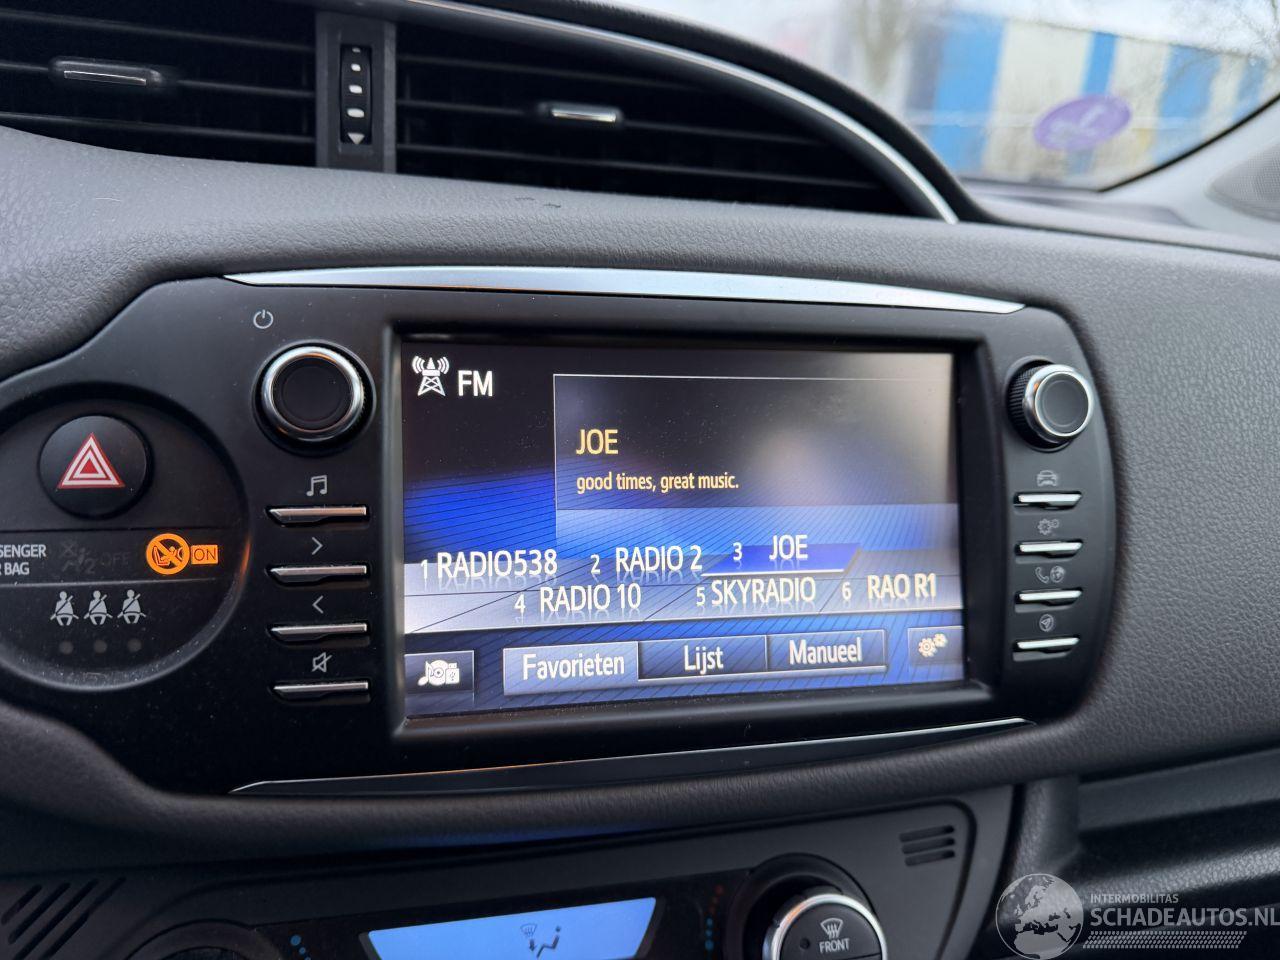 FM
JOE
good times, great music.
1 RADIO538 2 RADIO 2 3 JOE
4 RADIO 10 5 SKYRADIO 6 RAO R1
Favorieten Lijst Manueel
SENGER
BAG
OFF
2
ON
FRONT
INTERMOBILITAS
SCHADEAUTOS.NL